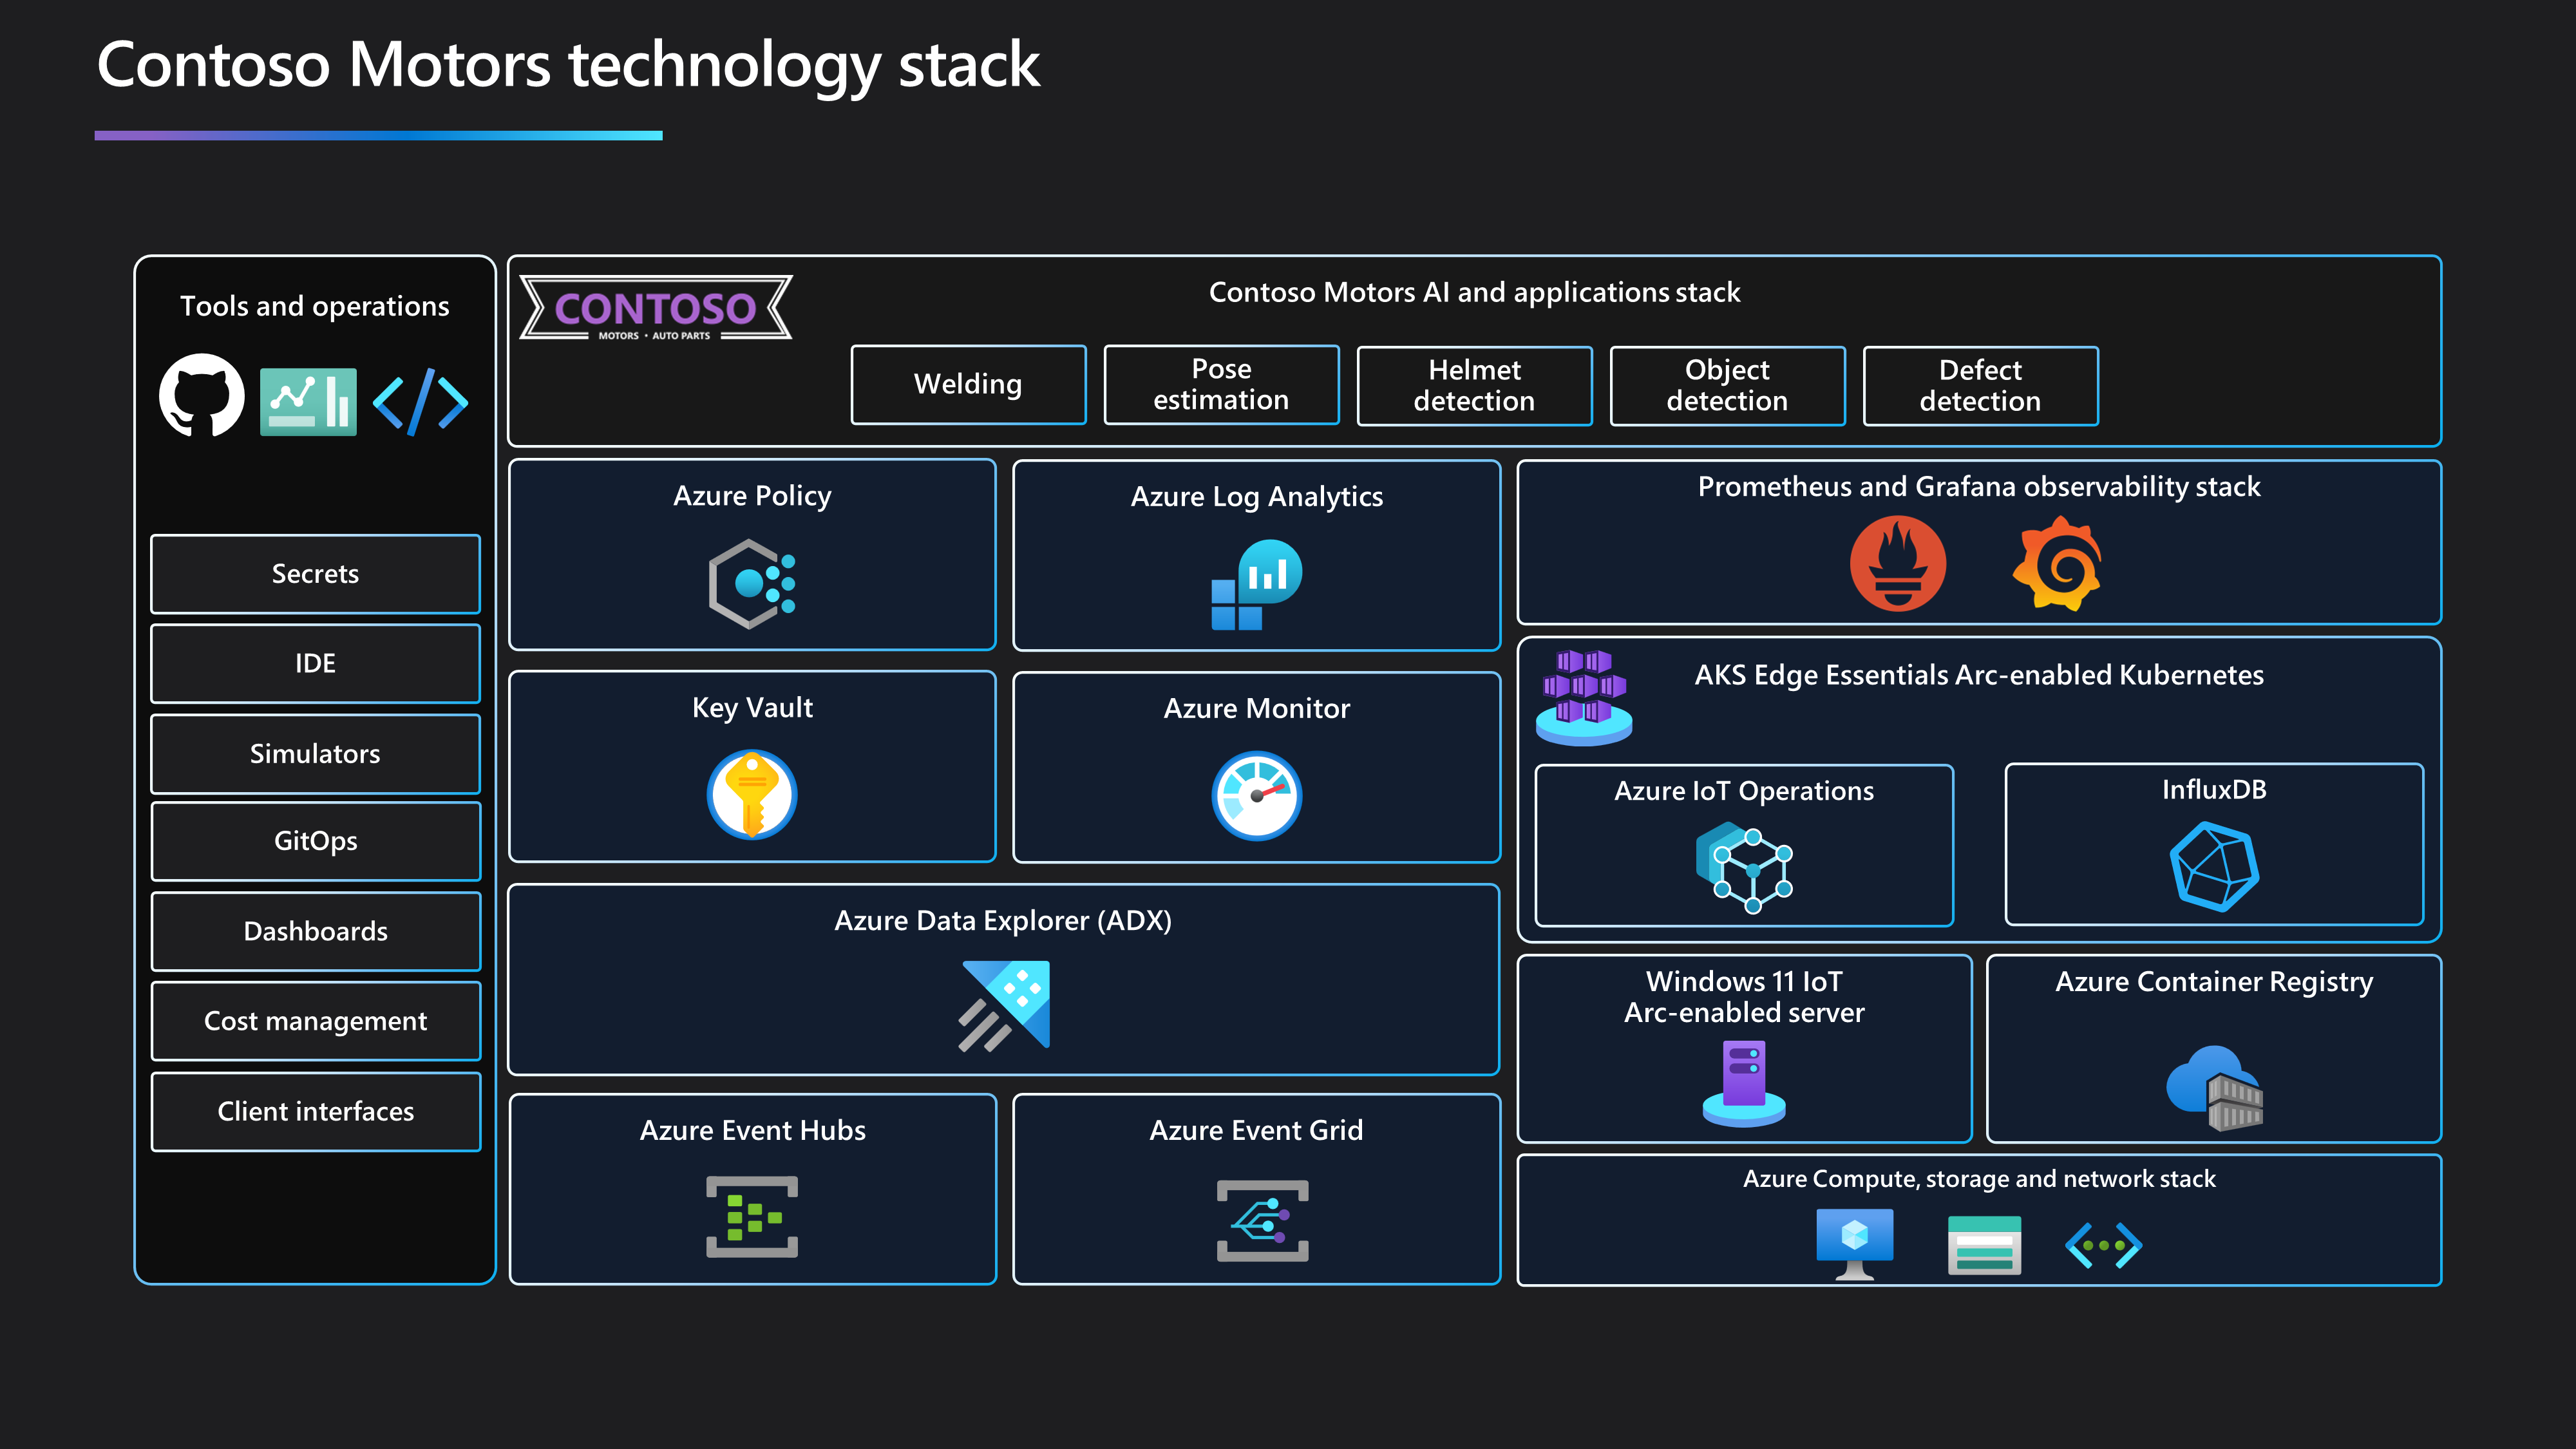 Contoso Motors technology stack
Tools and operations
Secrets
IDE
Simulators
GitOps
Dashboards
Cost management
Client interfaces
CONTOSO
MOTORS • AUTO PARTS
Contoso Motors AI and applications stack
Welding
Pose
estimation
Helmet
detection
Object
detection
Defect
detection
Azure Policy
Azure Log Analytics
Key Vault
Azure Monitor
Azure Data Explorer (ADX)
Azure Event Hubs
Azure Event Grid
Prometheus and Grafana observability stack
AKS Edge Essentials Arc-enabled Kubernetes
Azure IoT Operations
InfluxDB
Windows 11 IoT
Arc-enabled server
Azure Container Registry
Azure Compute, storage and network stack